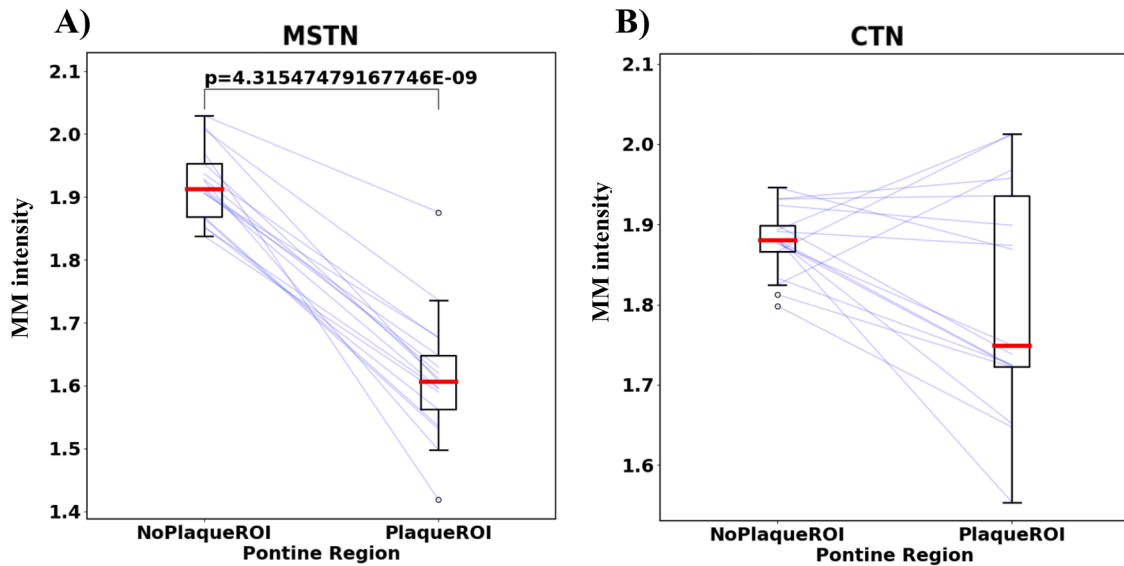 A)
MSTN
p=4.31547479167746E-09
2.1
2.0
1.9
1.8
1.7
1.6
1.5
1.4
MM intensity
NoPlaqueROI
PlaqueROI
Pontine Region
B)
CTN
2.1
2.0
1.9
1.8
1.7
1.6
MM intensity
NoPlaqueROI
PlaqueROI
Pontine Region